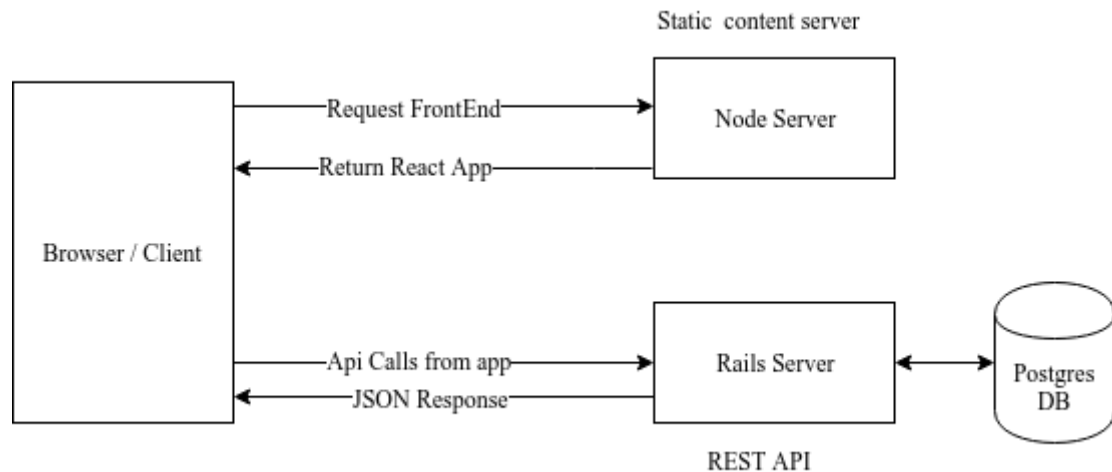 Static content server
Request FrontEnd
Node Server
Return React App
Browser / Client
Api Calls from app
Rails Server
JSON Response
Postgres
DB
REST API